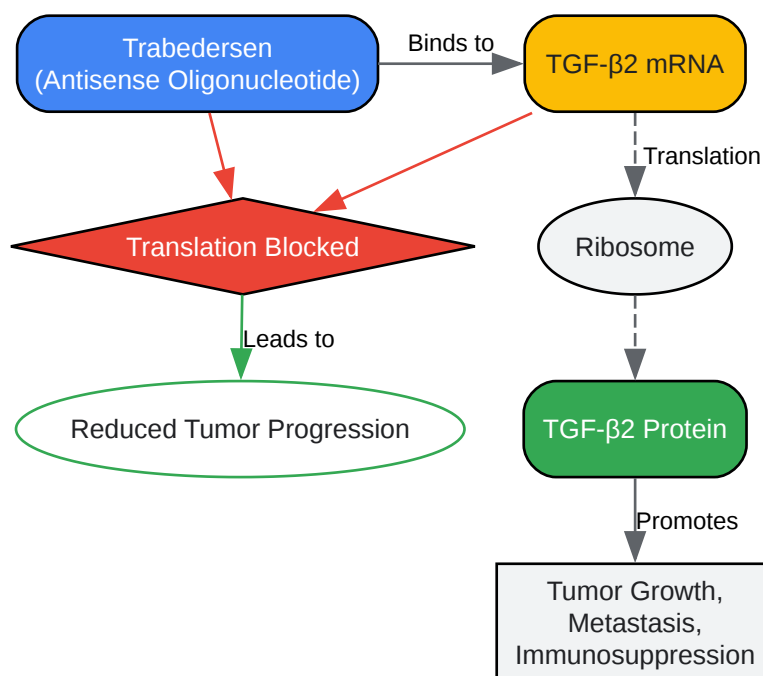 Trabedersen
(Antisense Oligonucleotide)
Binds to
TGF-β2 mRNA
Translation
Translation Blocked
Ribosome
Leads to
Reduced Tumor Progression
TGF-β2 Protein
Promotes
Tumor Growth,
Metastasis,
Immunosuppression